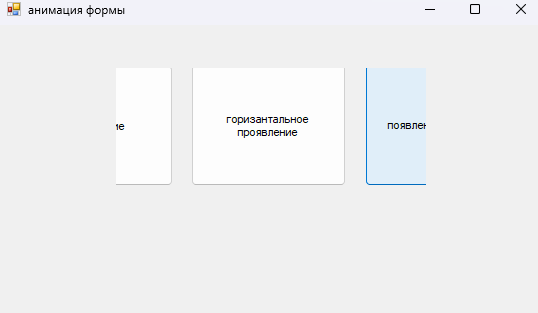 анимация формы
ие
горизантальное
проявление
появлен